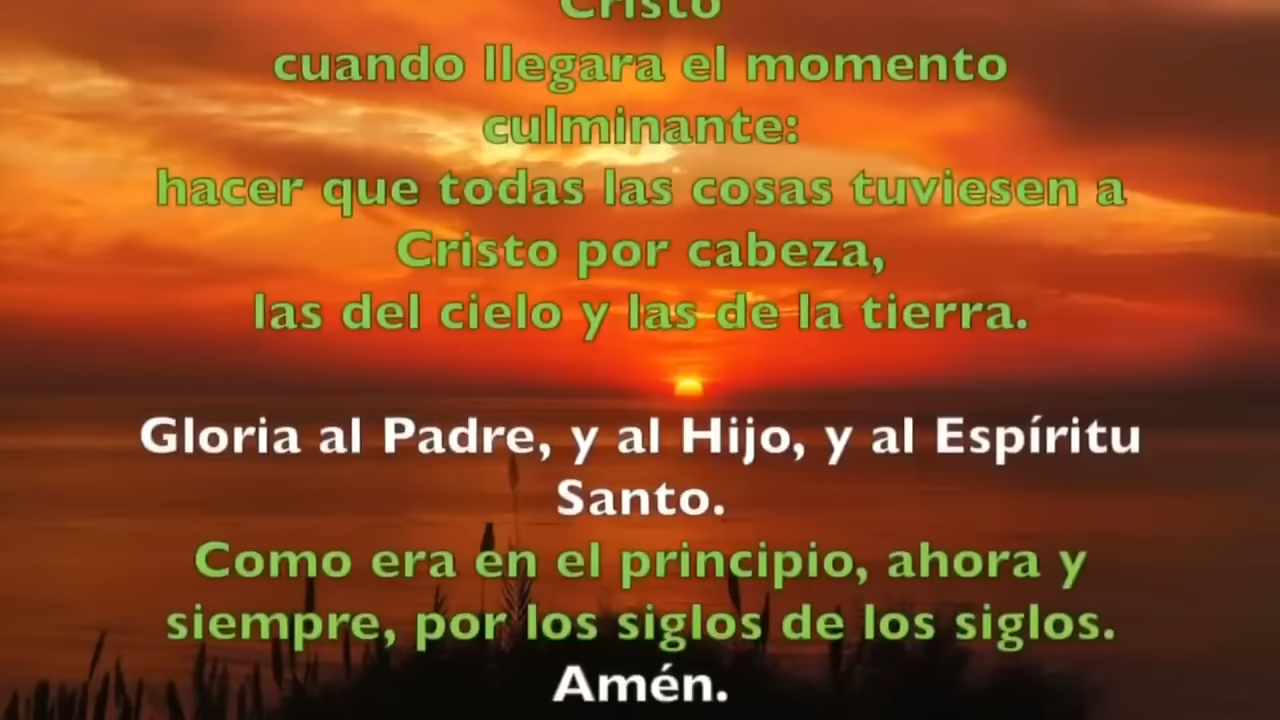 Cristo
cuando llegara el momento
culminante:
hacer que todas las cosas tuviesen a
Cristo por cabeza,
las del cielo y las de la tierra.
Gloria al Padre, y al Hijo, y al Espíritu
Santo.
Como era en el principio, ahora y
siempre, por los siglos de los siglos.
Amén.